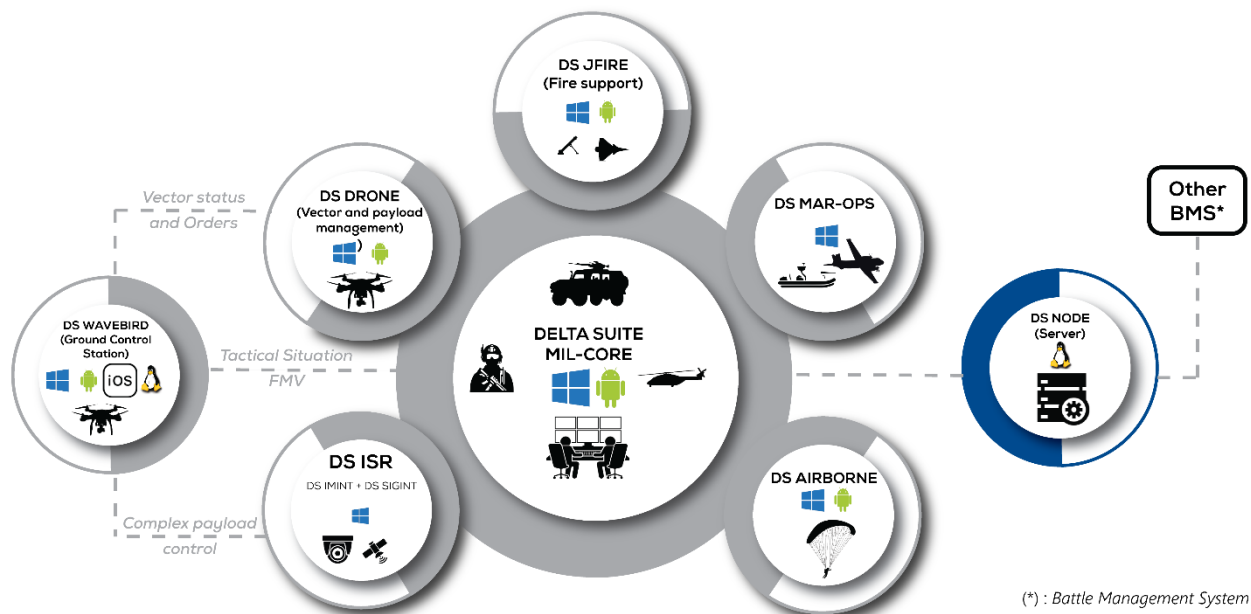 DS JFIRE
(Fire support)
DS DRONE
(Vector and payload
management)
)
DS MAR-OPS
Other
BMS*
Vector status
and Orders
DS WAVEBIRD
(Ground Control
Station)
iOS
Tactical Situation
FMV
DELTA SUITE
MIL-CORE
DS NODE
(Server)
DS ISR
DS IMINT + DS SIGINT
DS AIRBORNE
Complex payload
control
(*) : Battle Management System